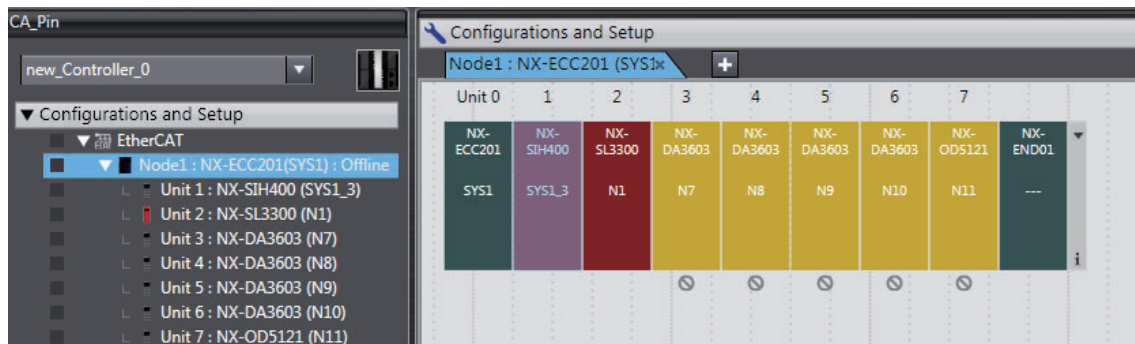 CA_Pin
new_Controller_0
▼ Configurations and Setup
▼ EtherCAT
▼ Node1 : NX-ECC201(SYS1) : Offline
Unit 1 : NX-SIH400 (SYS1_3)
Unit 2 : NX-SL3300 (N1)
Unit 3 : NX-DA3603 (N7)
Unit 4 : NX-DA3603 (N8)
Unit 5 : NX-DA3603 (N9)
Unit 6 : NX-DA3603 (N10)
Unit 7 : NX-OD5121 (N11)
Configurations and Setup
Node1 : NX-ECC201 (SYS1
Unit 0 1 2 3 4 5 6 7
NX- NX- NX- NX- NX- NX- NX- NX- NX-
ECC201 SIH400 SL3300 DA3603 DA3603 DA3603 DA3603 OD5121 END01
SYS1 SYS1_3 N1 N7 N8 N9 N10 N11 ---
i